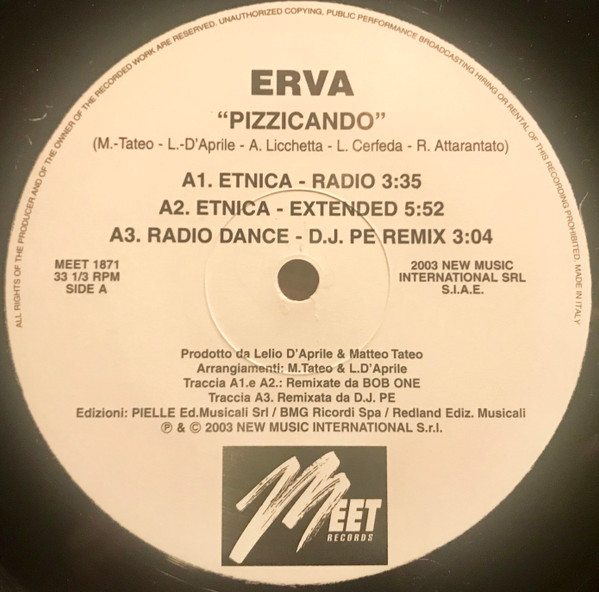 ALL RIGHTS OF THE PRODUCER AND OF THE OWNER OF THE RECORDED WORK ARE RESERVED. UNAUTHORIZED COPYING, PUBLIC PERFORMANCE BROADCASTING HIRING OR RENTAL OF THIS RECORDING PROHIBITED. MADE IN ITALY
ERVA
“PIZZICANDO”
(M.-Tateo - L.-D'Aprile - A. Licchetta - L. Cerfeda - R. Attarantato)
A1. ETNICA - RADIO 3:35
A2. ETNICA - EXTENDED 5:52
A3. RADIO DANCE - D.J. PE REMIX 3:04
MEET 1871
33 1/3 RPM
SIDE A
2003 NEW MUSIC
INTERNATIONAL SRL
S.I.A.E.
Prodotto da Lelio D'Aprile & Matteo Tateo
Arrangiamenti: M.Tateo & L.D'Aprile
Traccia A1.e A2.: Remixate da BOB ONE
Traccia A3. Remixata da D.J. PE
Edizioni: PIELLE Ed.Musicali Srl / BMG Ricordi Spa / Redland Ediz. Musicali
℗ & © 2003 NEW MUSIC INTERNATIONAL S.r.l.
MEET
RECORDS